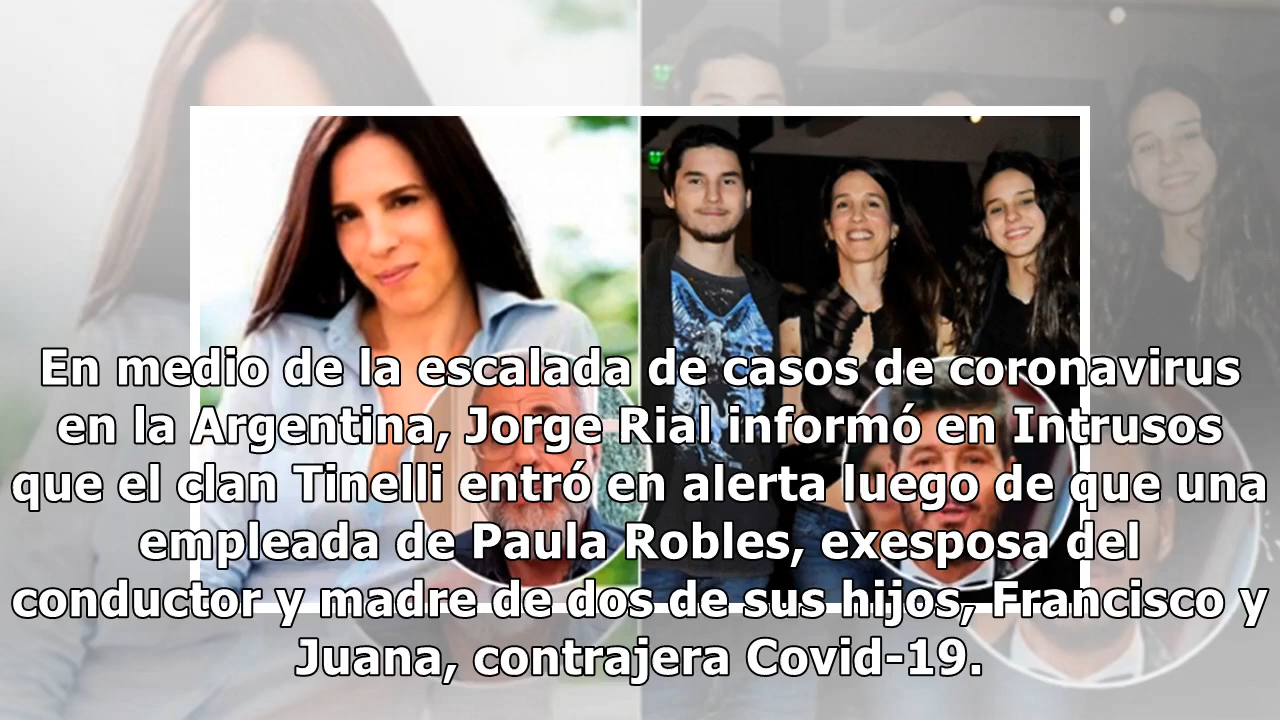 En medio de la escalada de casos de coronavirus
en la Argentina, Jorge Rial informó en Intrusos
que el clan Tinelli entró en alerta luego de que una
empleada de Paula Robles, exesposa del
conductor y madre de dos de sus hijos, Francisco y
Juana, contrajera Covid-19.